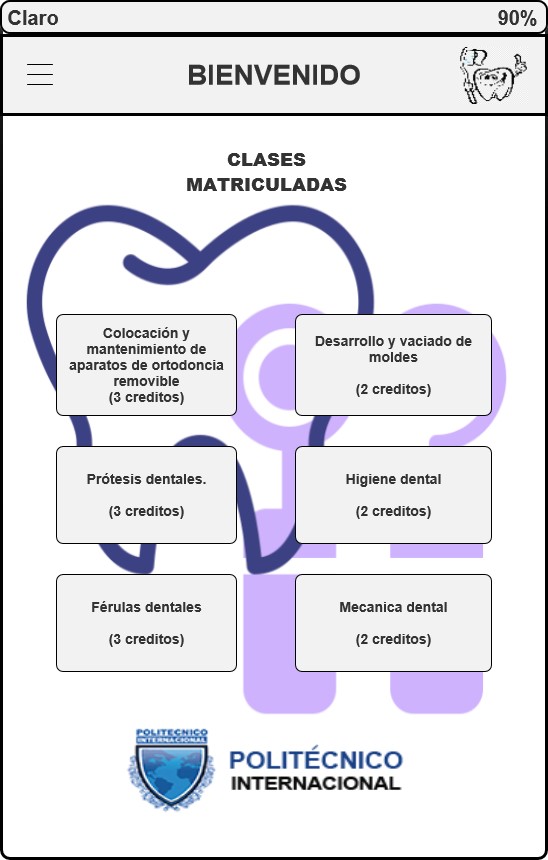 Claro 90%
BIENVENIDO
CLASES
MATRICULADAS
Colocación y
mantenimiento de
aparatos de ortodoncia
removible
(3 creditos)
Desarrollo y vaciado de
moldes
(2 creditos)
Prótesis dentales.
(3 creditos)
Higiene dental
(2 creditos)
Férulas dentales
(3 creditos)
Mecanica dental
(2 creditos)
POLITECNICO
INTERNACIONAL
POLITÉCNICO
INTERNACIONAL